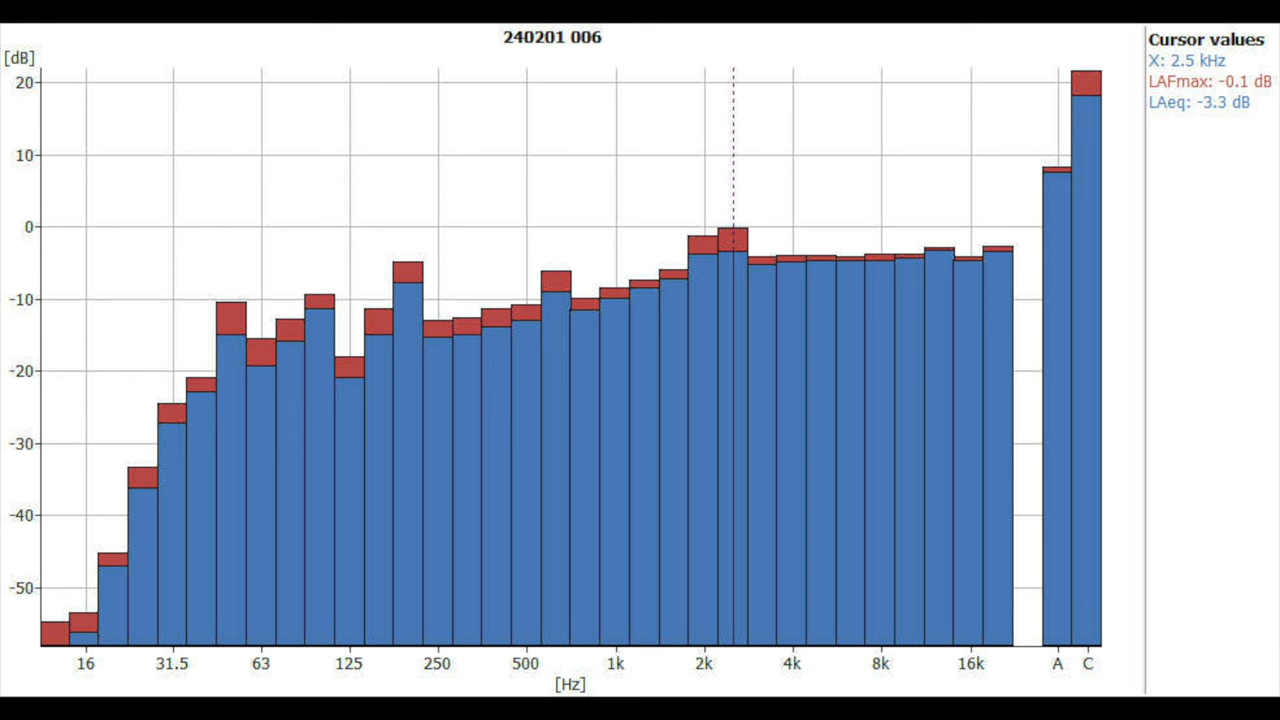 240201 006
[dB]
20
10
0
-10
-20
-30
-40
-50
16 31.5 63 125 250 500 1k 2k 4k 8k 16k A C
[Hz]
Cursor values
X: 2.5 kHz
LAFmax: -0.1 dB
LAeq: -3.3 dB